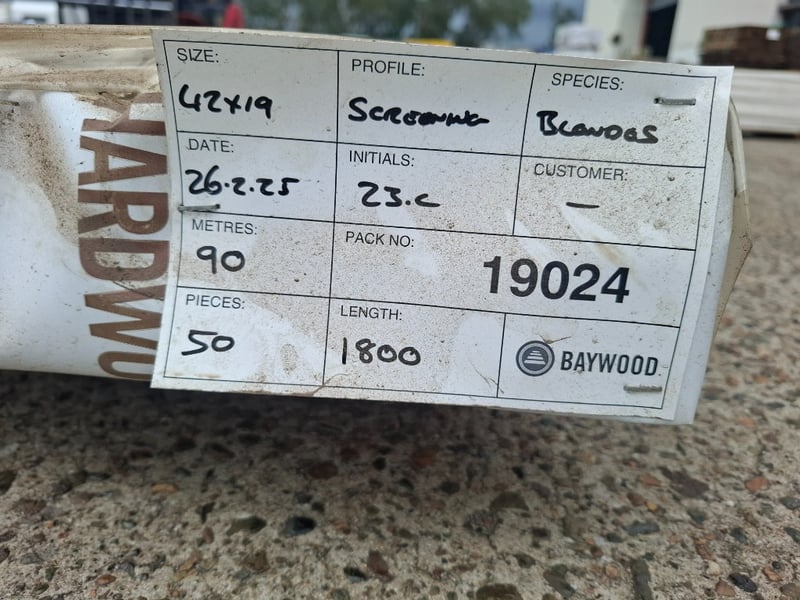 SIZE:
42x19
PROFILE:
SCREENING
SPECIES:
BLONDES
DATE:
26.2.25
INITIALS:
23.C
CUSTOMER:
—
METRES:
90
PACK NO:
19024
PIECES:
50
LENGTH:
1800
BAYWOOD
HARDWO